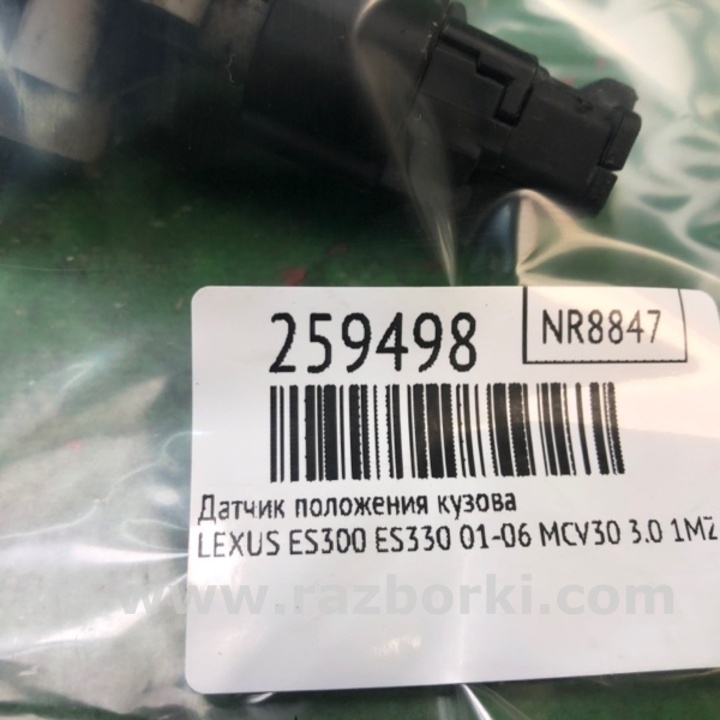 259498
NR8847
Датчик положения кузова
LEXUS ES300 ES330 01-06 MCV30 3.0 1MZ
www.razborki.com